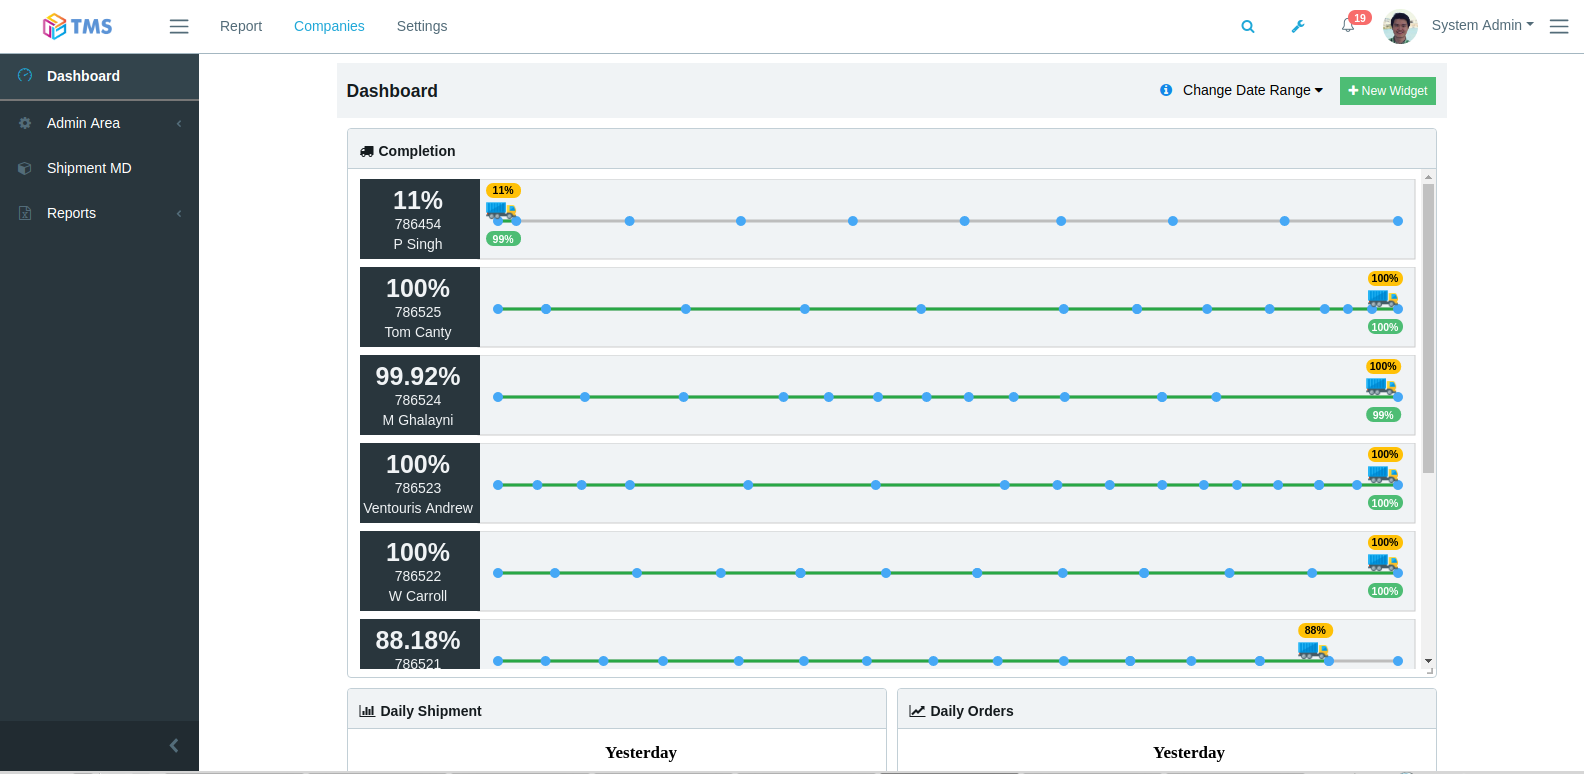 TMS
Report Companies Settings
19
System Admin
Dashboard
Admin Area
Shipment MD
Reports
Dashboard
Change Date Range
New Widget
Completion
11%
786454
P Singh
11%
99%
100%
786525
Tom Canty
100%
100%
99.92%
786524
M Ghalayni
100%
99%
100%
786523
Ventouris Andrew
100%
100%
100%
786522
W Carroll
100%
100%
88.18%
786521
88%
Daily Shipment
Yesterday
Daily Orders
Yesterday